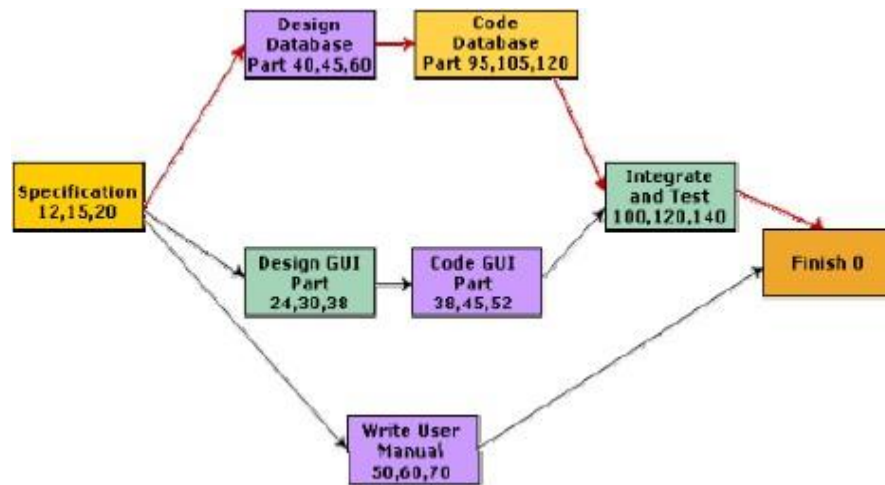 Design
Database
Part 40,45,60
Code
Database
Part 95,105,120
Specification
12,15,20
Integrate
and Test
100,120,140
Design GUI
Part
24,30,38
Code GUI
Part
38,45,52
Finish 0
Write User
Manual
50,60,70